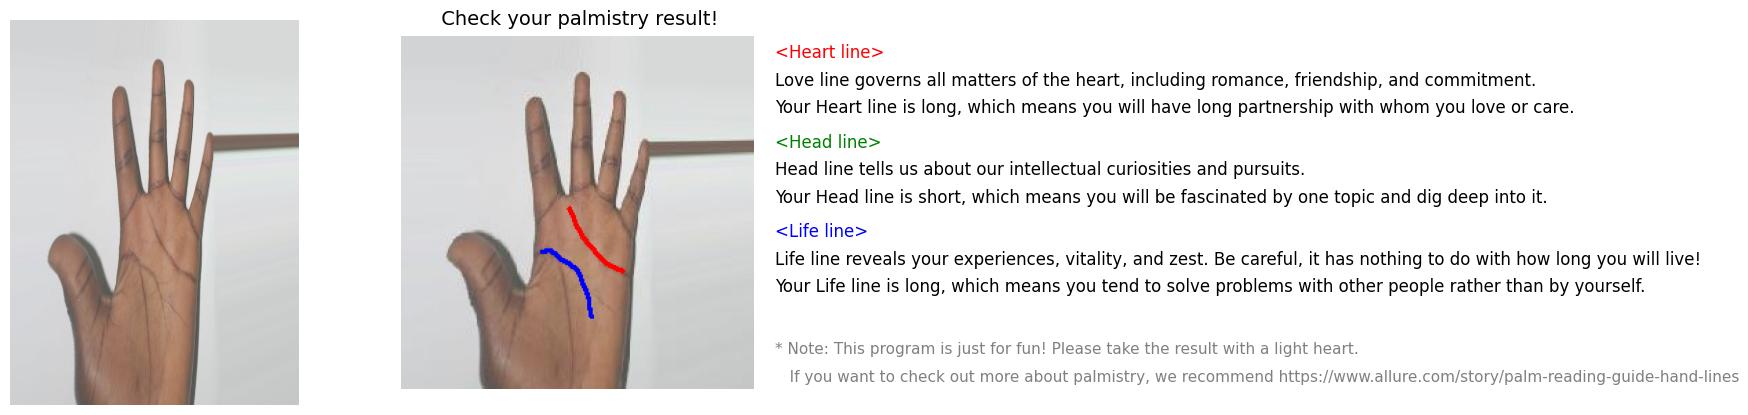 Check your palmistry result!
<Heart line>
Love line governs all matters of the heart, including romance, friendship, and commitment.
Your Heart line is long, which means you will have long partnership with whom you love or care.
<Head line>
Head line tells us about our intellectual curiosities and pursuits.
Your Head line is short, which means you will be fascinated by one topic and dig deep into it.
<Life line>
Life line reveals your experiences, vitality, and zest. Be careful, it has nothing to do with how long you will live!
Your Life line is long, which means you tend to solve problems with other people rather than by yourself.
* Note: This program is just for fun! Please take the result with a light heart.
If you want to check out more about palmistry, we recommend https://www.allure.com/story/palm-reading-guide-hand-lines